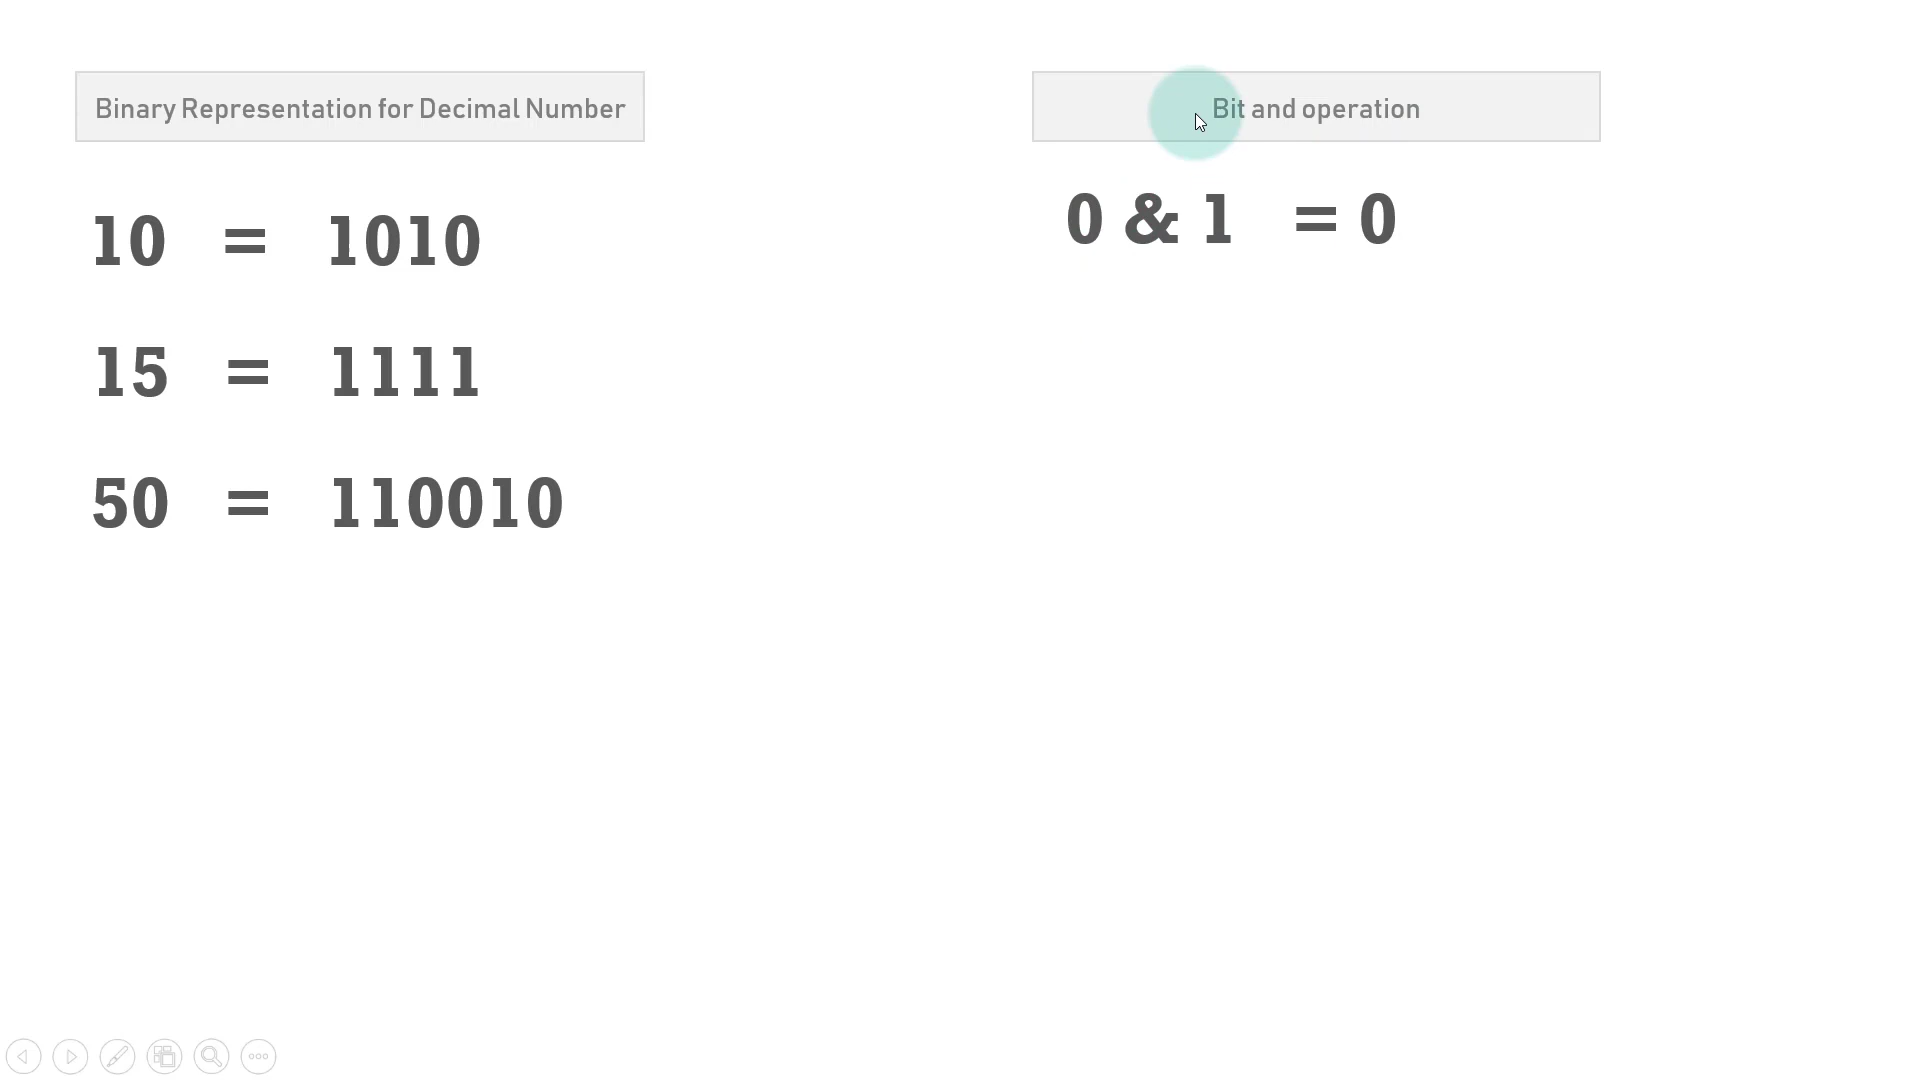 Binary Representation for Decimal Number
10 = 1010
15 = 1111
50 = 110010
Bit and operation
0 & 1 = 0